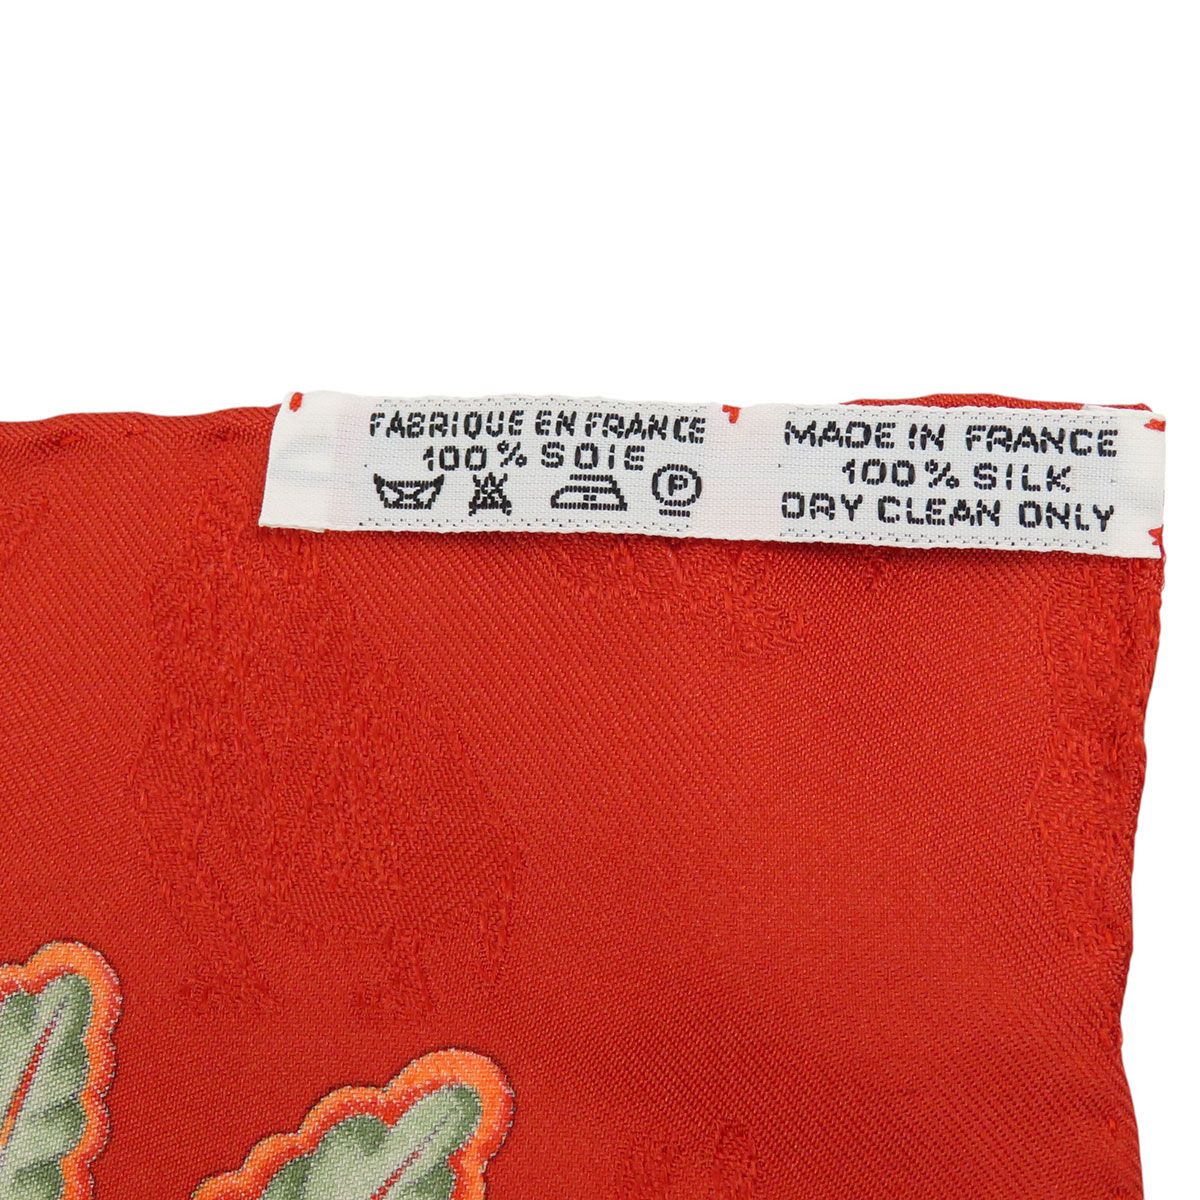 FABRIQUE EN FRANCE
100% SOIE
P
MADE IN FRANCE
100% SILK
DRY CLEAN ONLY